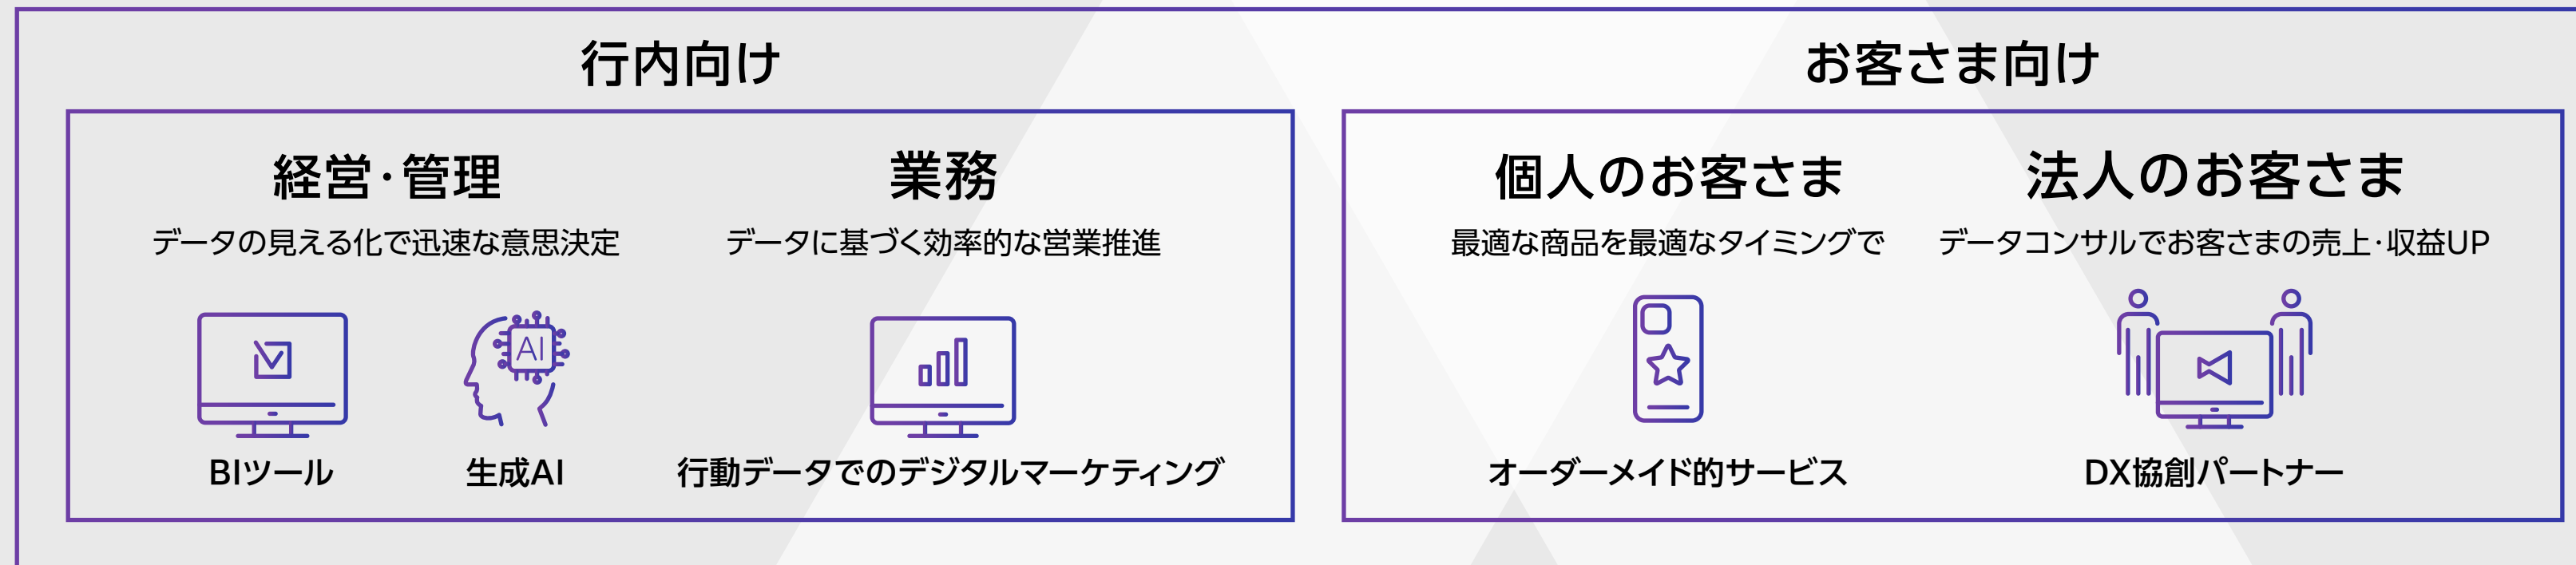 行内向け
経営・管理
データの見える化で迅速な意思決定
BIツール
AI
生成AI
業務
データに基づく効率的な営業推進
行動データでのデジタルマーケティング
お客さま向け
個人のお客さま
最適な商品を最適なタイミングで
オーダーメイド的サービス
法人のお客さま
データコンサルでお客さまの売上・収益UP
DX協創パートナー